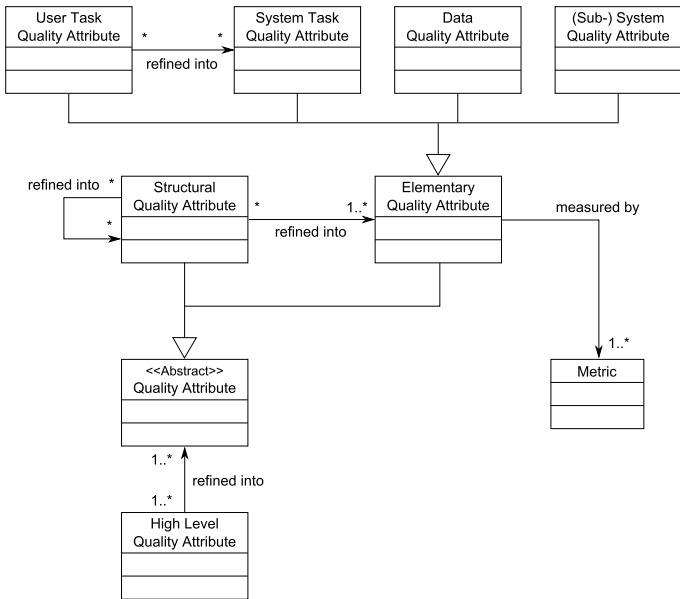 User Task
Quality Attribute
System Task
Quality Attribute
Data
Quality Attribute
(Sub-) System
Quality Attribute
*
*
refined into
refined into
*
*
Structural
Quality Attribute
*
1..*
refined into
Elementary
Quality Attribute
measured by
1..*
<<Abstract>>
Quality Attribute
Metric
1..*
refined into
1..*
High Level
Quality Attribute